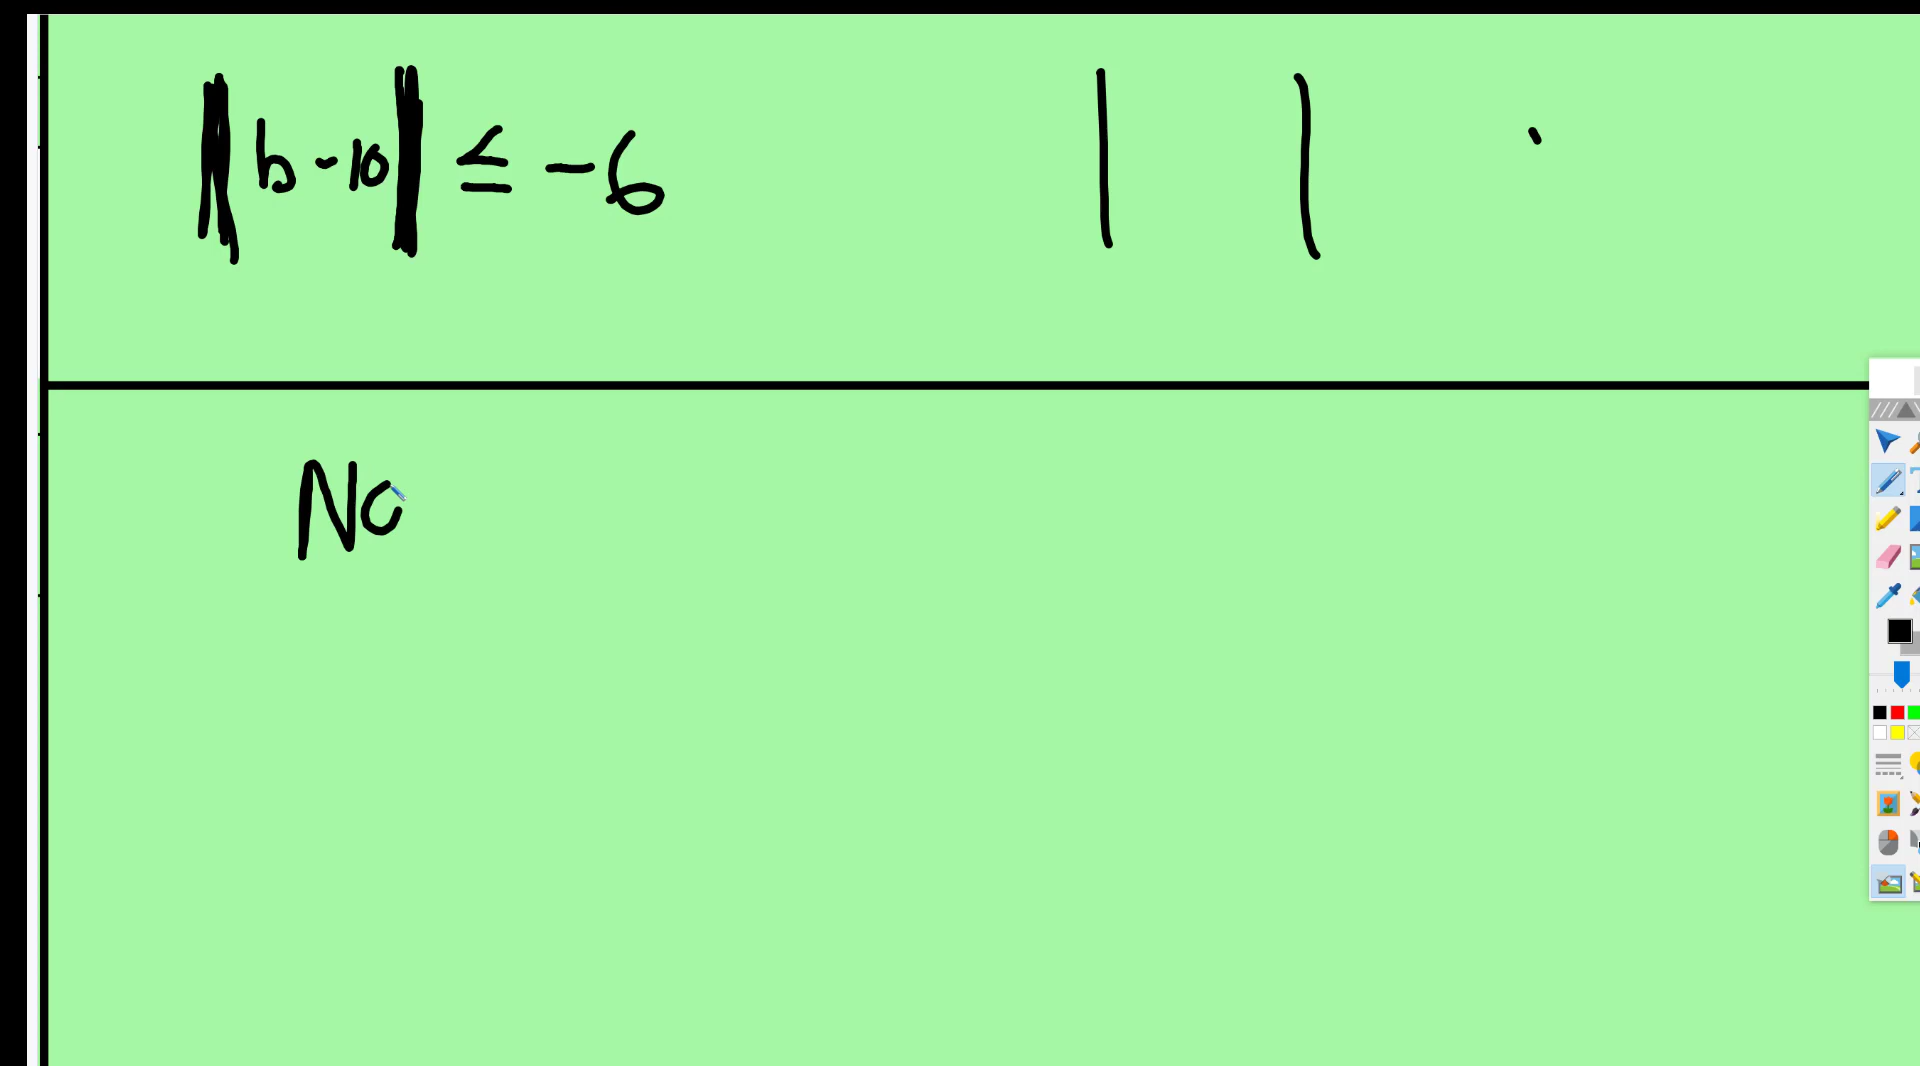 |b-10| ≤ -6 | |
No